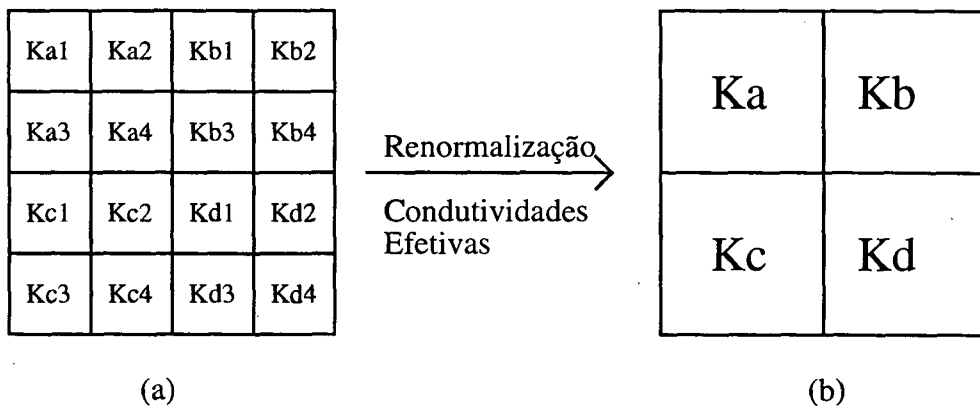 Ka1 Ka2 Kb1 Kb2
Ka3 Ka4 Kb3 Kb4
Kc1 Kc2 Kd1 Kd2
Kc3 Kc4 Kd3 Kd4
(a)
Renormalização
Condutividades
Efetivas
Ka Kb
Kc Kd
(b)